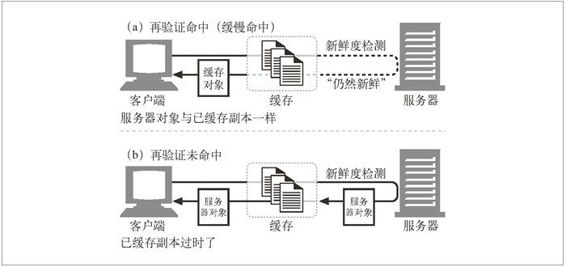 (a) 再验证命中（缓慢命中）
新鲜度检测
缓存
对象
“仍然新鲜”
客户端
缓存
服务器
服务器对象与已缓存副本一样
(b) 再验证未命中
新鲜度检测
服务
器对象
服务
器对象
客户端
缓存
服务器
已缓存副本过时了